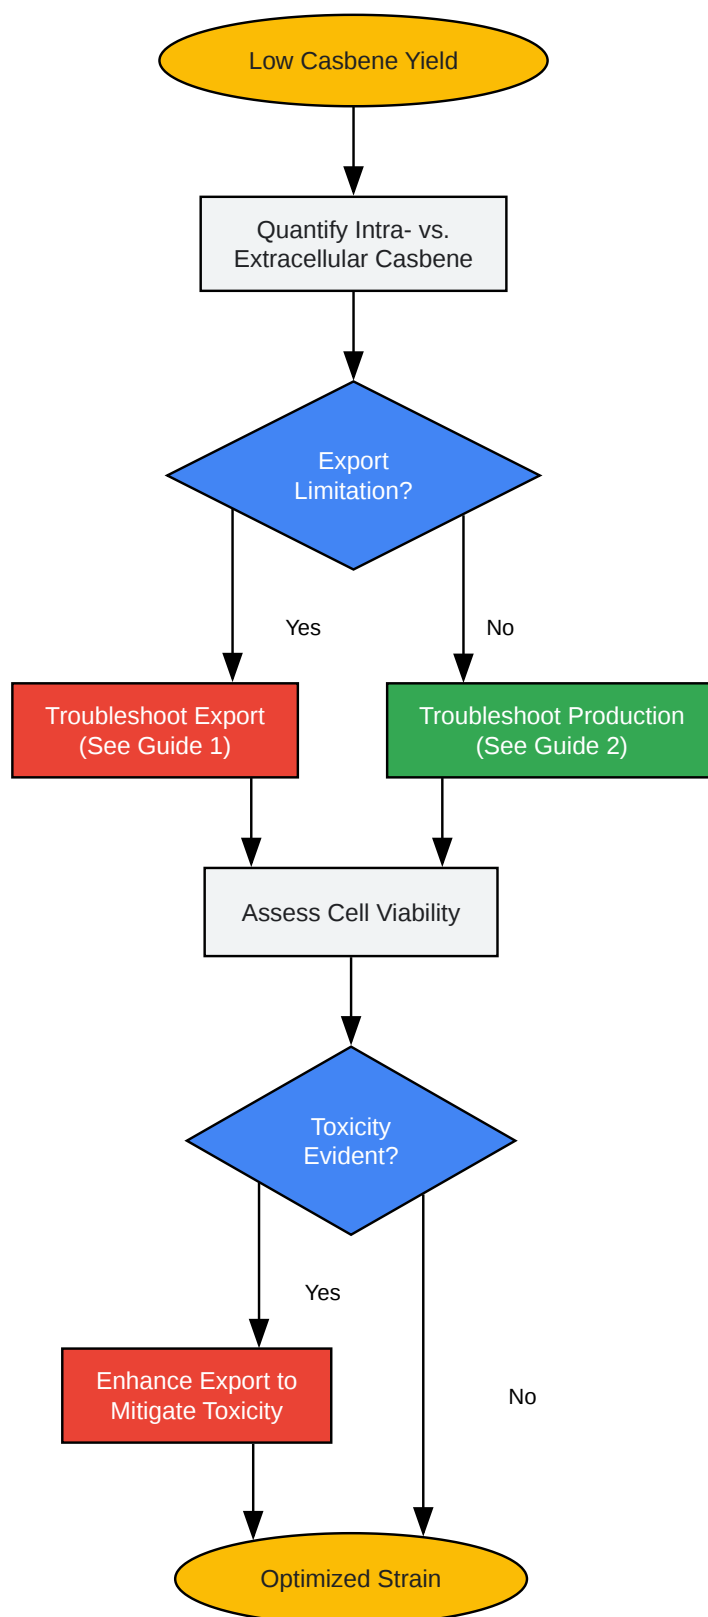 Low Casbene Yield
Quantify Intra- vs.
Extracellular Casbene
Export
Limitation?
Yes
No
Troubleshoot Export
(See Guide 1)
Troubleshoot Production
(See Guide 2)
Assess Cell Viability
Toxicity
Evident?
Yes
Enhance Export to
Mitigate Toxicity
No
Optimized Strain